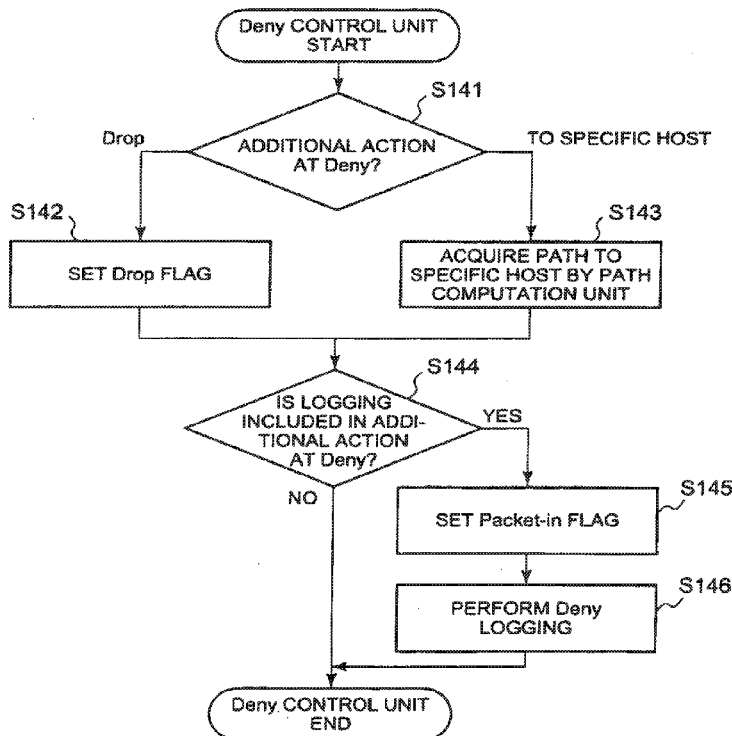 Deny CONTROL UNIT
START
S141
Drop
ADDITIONAL ACTION
AT Deny?
TO SPECIFIC HOST
S142
SET Drop FLAG
S143
ACQUIRE PATH TO
SPECIFIC HOST BY PATH
COMPUTATION UNIT
S144
IS LOGGING
INCLUDED IN ADDI-
TIONAL ACTION
AT Deny?
YES
NO
S145
SET Packet-in FLAG
S146
PERFORM Deny
LOGGING
Deny CONTROL UNIT
END